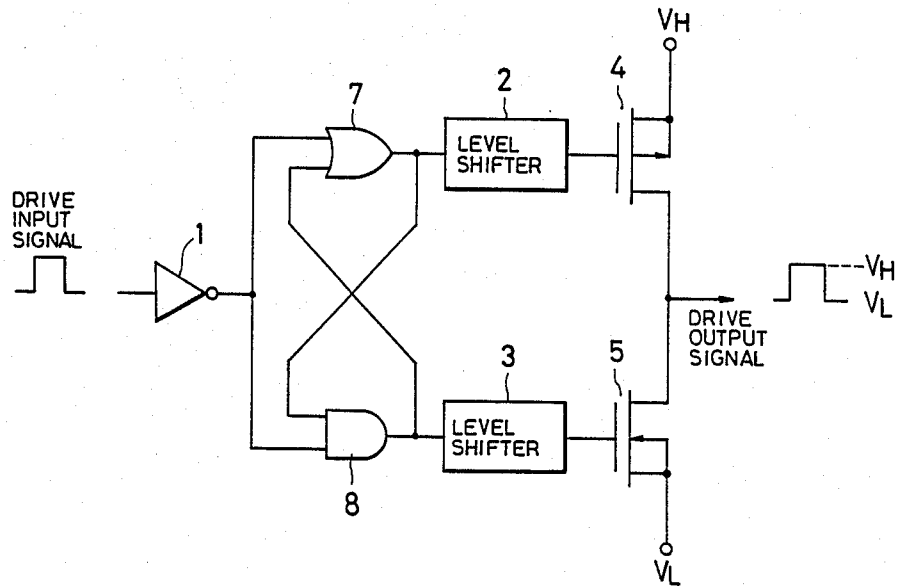 VH
7
2
4
LEVEL
SHIFTER
DRIVE
INPUT
SIGNAL
1
VH
VL
DRIVE
OUTPUT
SIGNAL
3
5
LEVEL
SHIFTER
8
VL